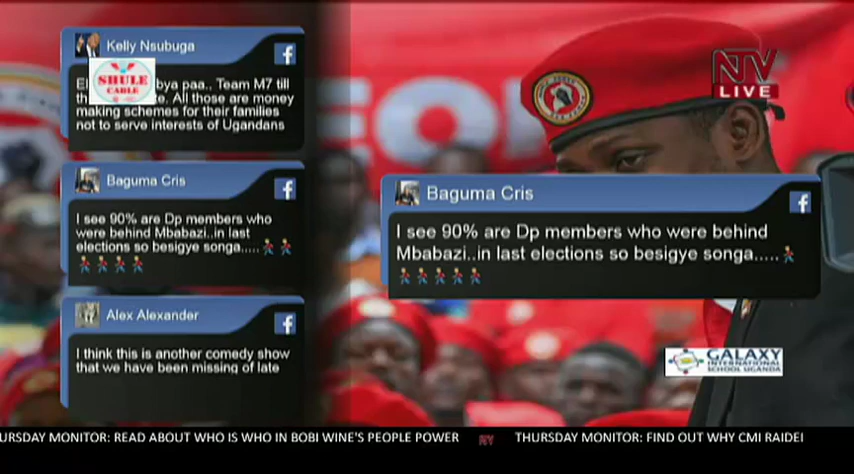 Kelly Nsubuga
bya paa., Team M7 till
All those are money
making schemes for their families
not to serve interests of Ugandans
SHULE
CABLE
Baguma Cris
I see 90% are Dp members who
were behind Mbabazi..in last
elections so besigye songa.....
Alex Alexander
I think this is another comedy show
that we have been missing of late
NTV
LIVE
FOR
Baguma Cris
I see 90% are Dp members who were behind
Mbabazi..in last elections so besigye songa.....
GALAXY
INTERNATIONAL
SCHOOL UGANDA
URSDAY MONITOR: READ ABOUT WHO IS WHO IN BOBI WINE'S PEOPLE POWER NTV THURSDAY MONITOR: FIND OUT WHY CMI RAIDEI